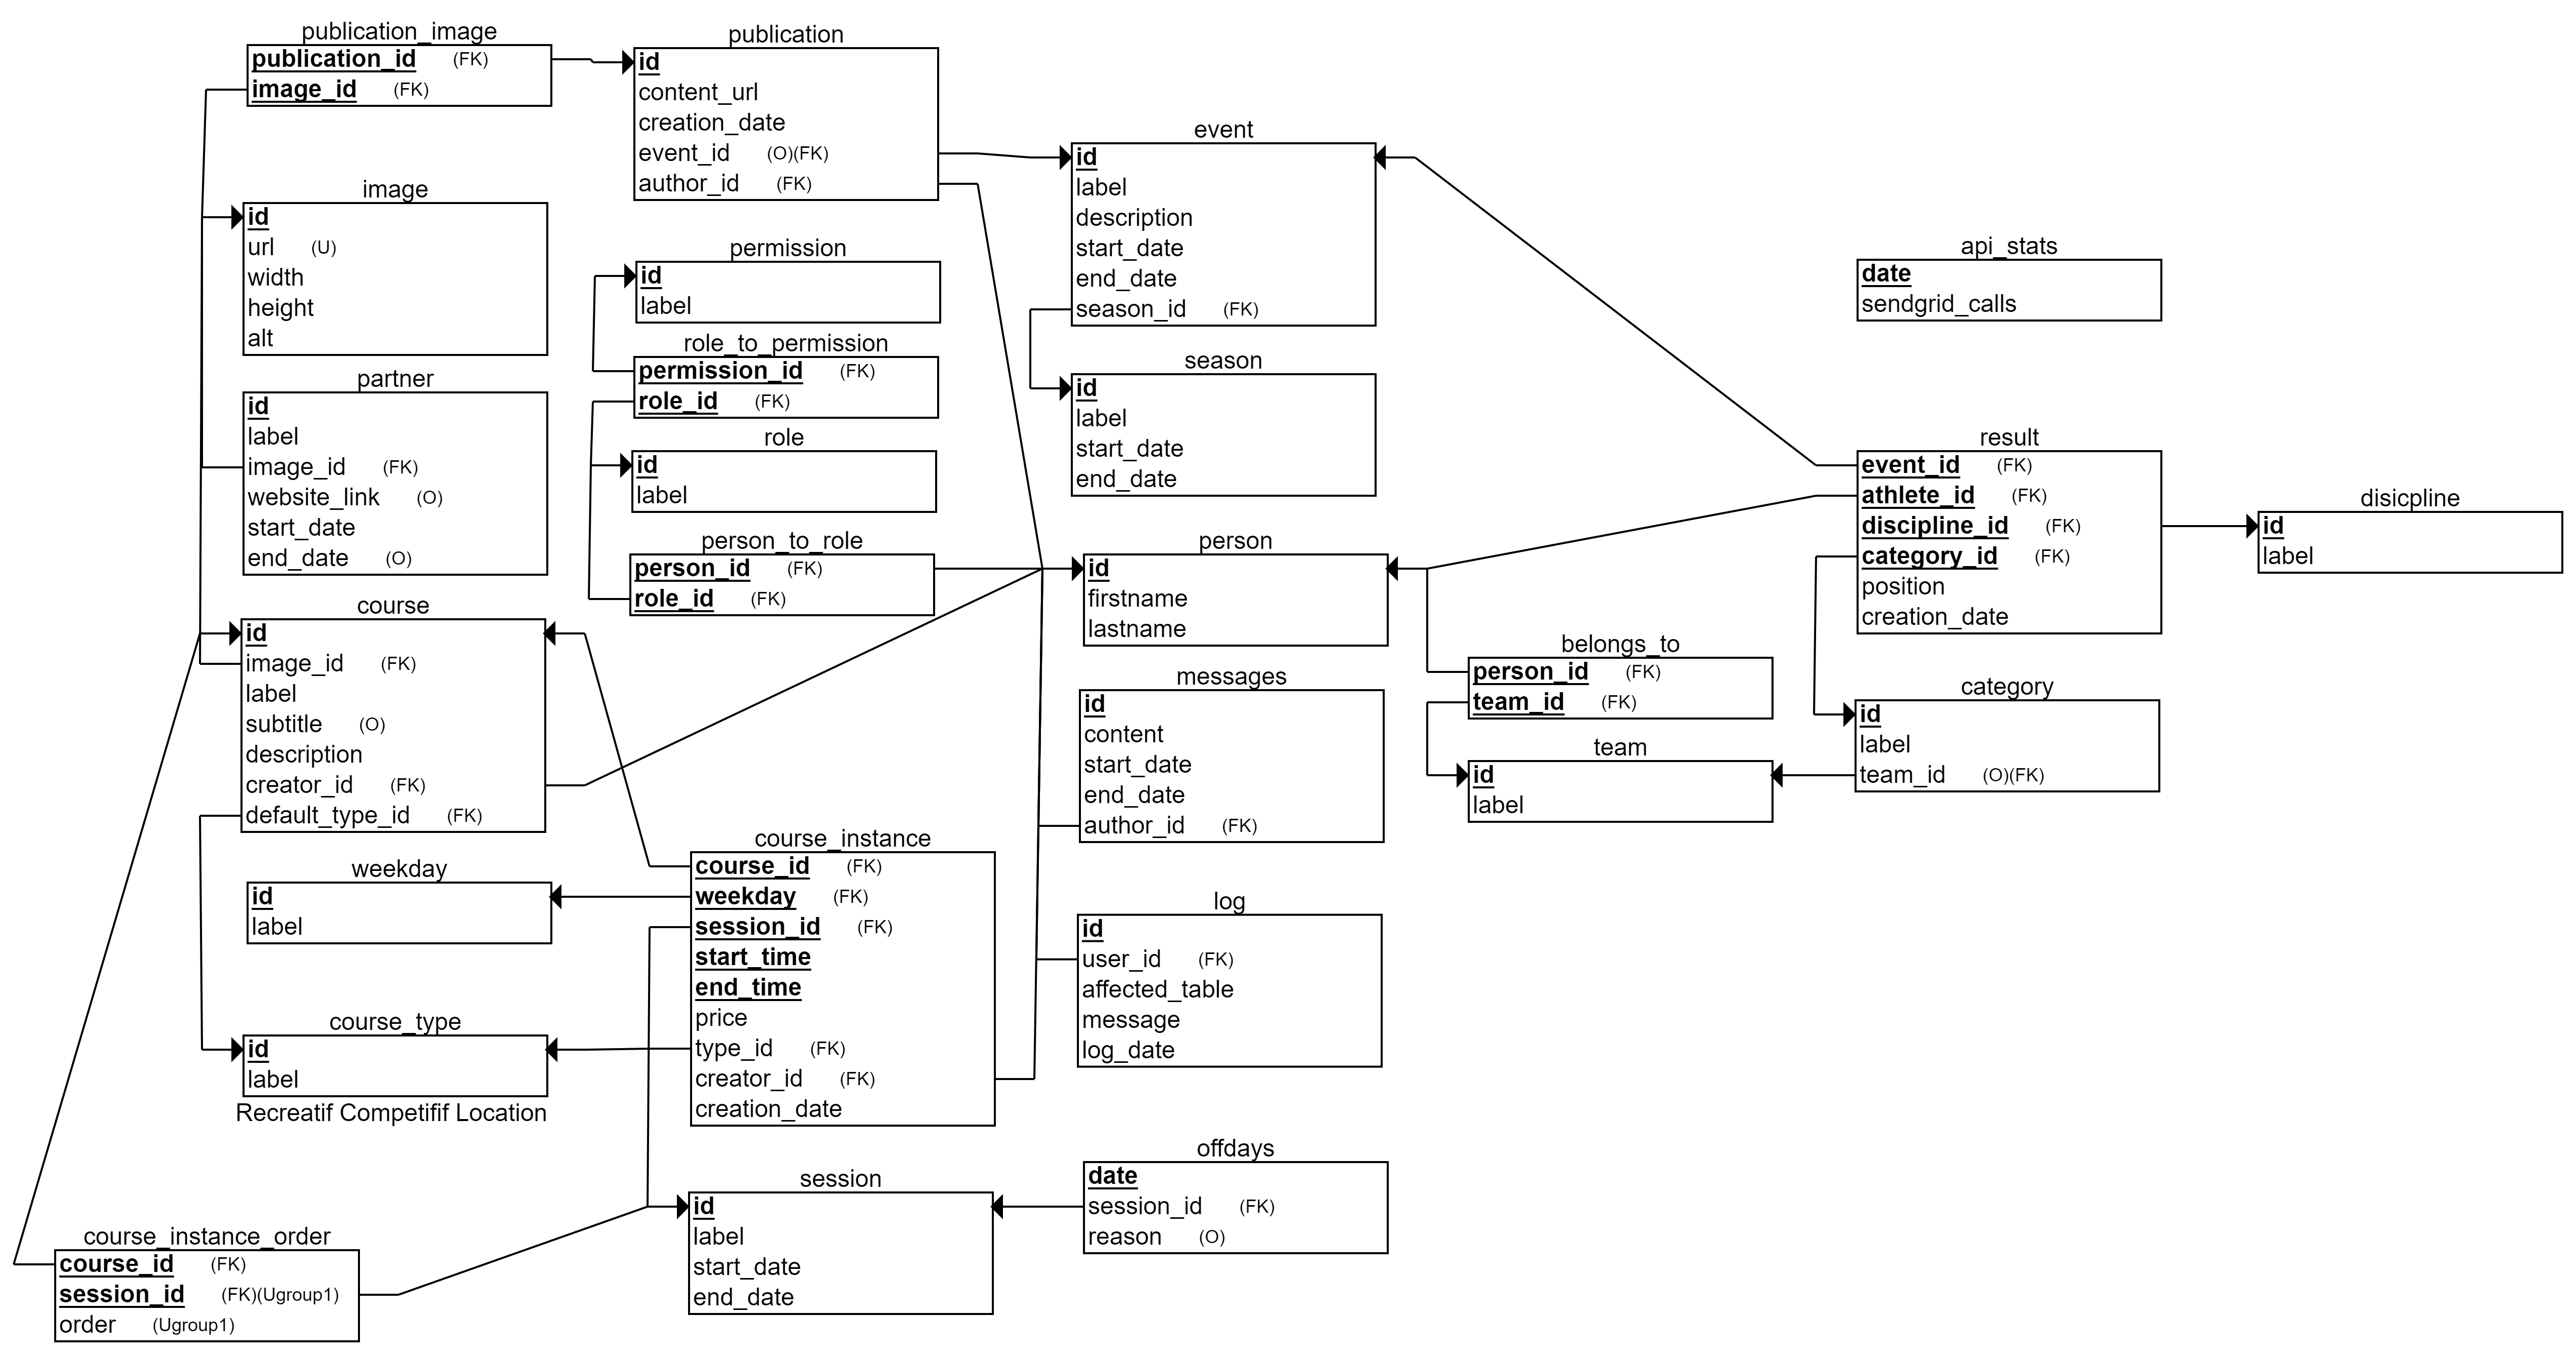 publication_image
publication_id (FK)
image_id (FK)
publication
id
content_url
creation_date
event_id (O)(FK)
author_id (FK)
event
id
label
description
start_date
end_date
season_id (FK)
image
id
url (U)
width
height
alt
permission
id
label
api_stats
date
sendgrid_calls
role_to_permission
permission_id (FK)
role_id (FK)
season
id
label
start_date
end_date
partner
id
label
image_id (FK)
website_link (O)
start_date
end_date (O)
role
id
label
result
event_id (FK)
athlete_id (FK)
discipline_id (FK)
category_id (FK)
position
creation_date
disicpline
id
label
person_to_role
person_id (FK)
role_id (FK)
person
id
firstname
lastname
course
id
image_id (FK)
label
subtitle (O)
description
creator_id (FK)
default_type_id (FK)
belongs_to
person_id (FK)
team_id (FK)
messages
id
content
start_date
end_date
author_id (FK)
category
id
label
team_id (O)(FK)
team
id
label
course_instance
course_id (FK)
weekday (FK)
session_id (FK)
start_time
end_time
price
type_id (FK)
creator_id (FK)
creation_date
weekday
id
label
log
id
user_id (FK)
affected_table
message
log_date
course_type
id
label
Recreatif Competifif Location
offdays
date
session_id (FK)
reason (O)
session
id
label
start_date
end_date
course_instance_order
course_id (FK)
session_id (FK)(Ugroup1)
order (Ugroup1)